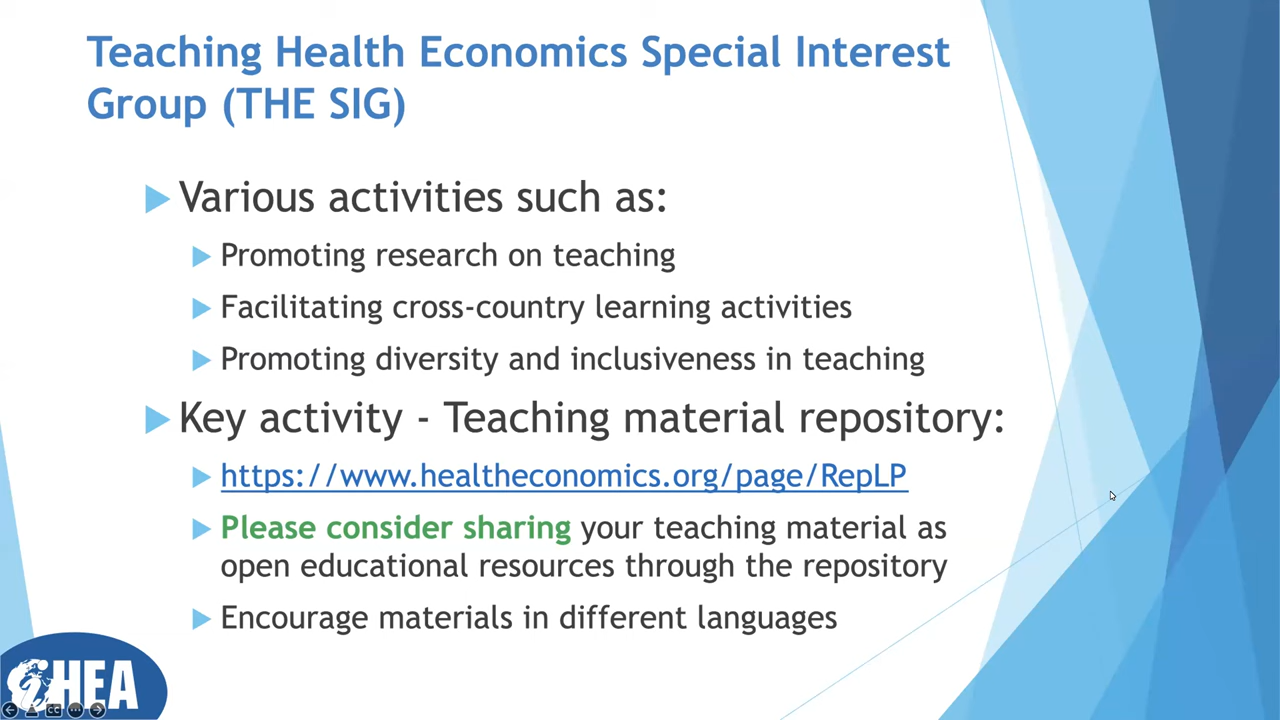 Teaching Health Economics Special Interest
Group (THE SIG)
Various activities such as:
Promoting research on teaching
Facilitating cross-country learning activities
Promoting diversity and inclusiveness in teaching
Key activity - Teaching material repository:
https://www.healtheconomics.org/page/RepLP
Please consider sharing your teaching material as
open educational resources through the repository
Encourage materials in different languages
iHEA
CC